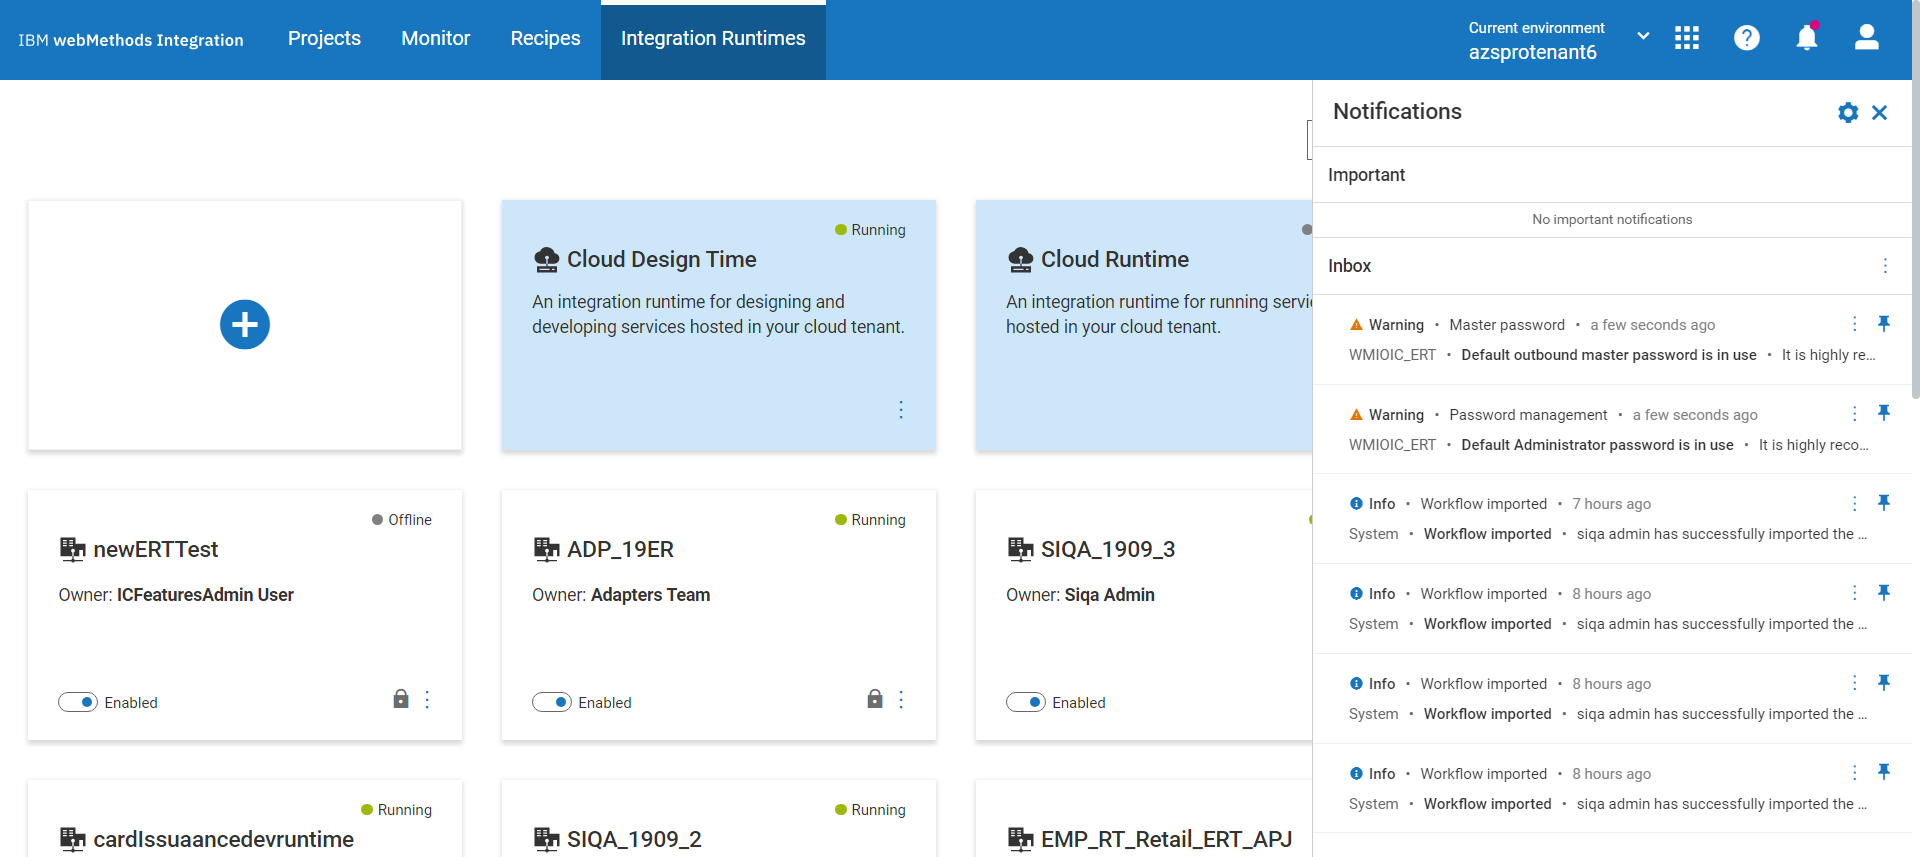 IBM webMethods Integration
Projects
Monitor
Recipes
Integration Runtimes
Current environment
azsprotenant6
Running
Cloud Design Time
An integration runtime for designing and
developing services hosted in your cloud tenant.
Cloud Runtime
An integration runtime for running
hosted in your cloud tenant.
Offline
newERTTest
Owner: ICFeaturesAdmin User
Enabled
Running
ADP_19ER
Owner: Adapters Team
Enabled
SIQA_1909_3
Owner: Siqa Admin
Enabled
Running
cardIssuaancedevruntime
Running
SIQA_1909_2
EMP_RT_Retail_ERT_APJ
Notifications
Important
No important notifications
Inbox
Warning • Master password • a few seconds ago
WMIOIC_ERT • Default outbound master password is in use • It is highly re...
Warning • Password management • a few seconds ago
WMIOIC_ERT • Default Administrator password is in use • It is highly reco...
Info • Workflow imported • 7 hours ago
System • Workflow imported • siqa admin has successfully imported the ...
Info • Workflow imported • 8 hours ago
System • Workflow imported • siqa admin has successfully imported the ...
Info • Workflow imported • 8 hours ago
System • Workflow imported • siqa admin has successfully imported the ...
Info • Workflow imported • 8 hours ago
System • Workflow imported • siqa admin has successfully imported the ...